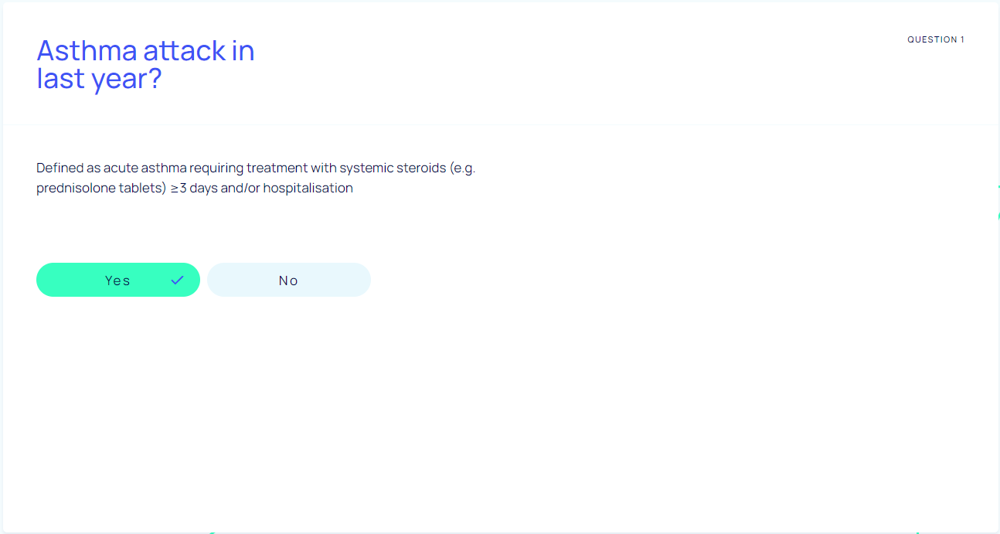 Asthma attack in
last year?
QUESTION 1
Defined as acute asthma requiring treatment with systemic steroids (e.g.
prednisolone tablets) ≥3 days and/or hospitalisation
Yes
No